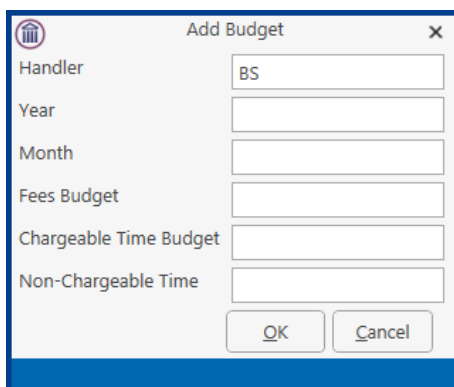 Add Budget
Handler BS
Year
Month
Fees Budget
Chargeable Time Budget
Non-Chargeable Time
OK Cancel